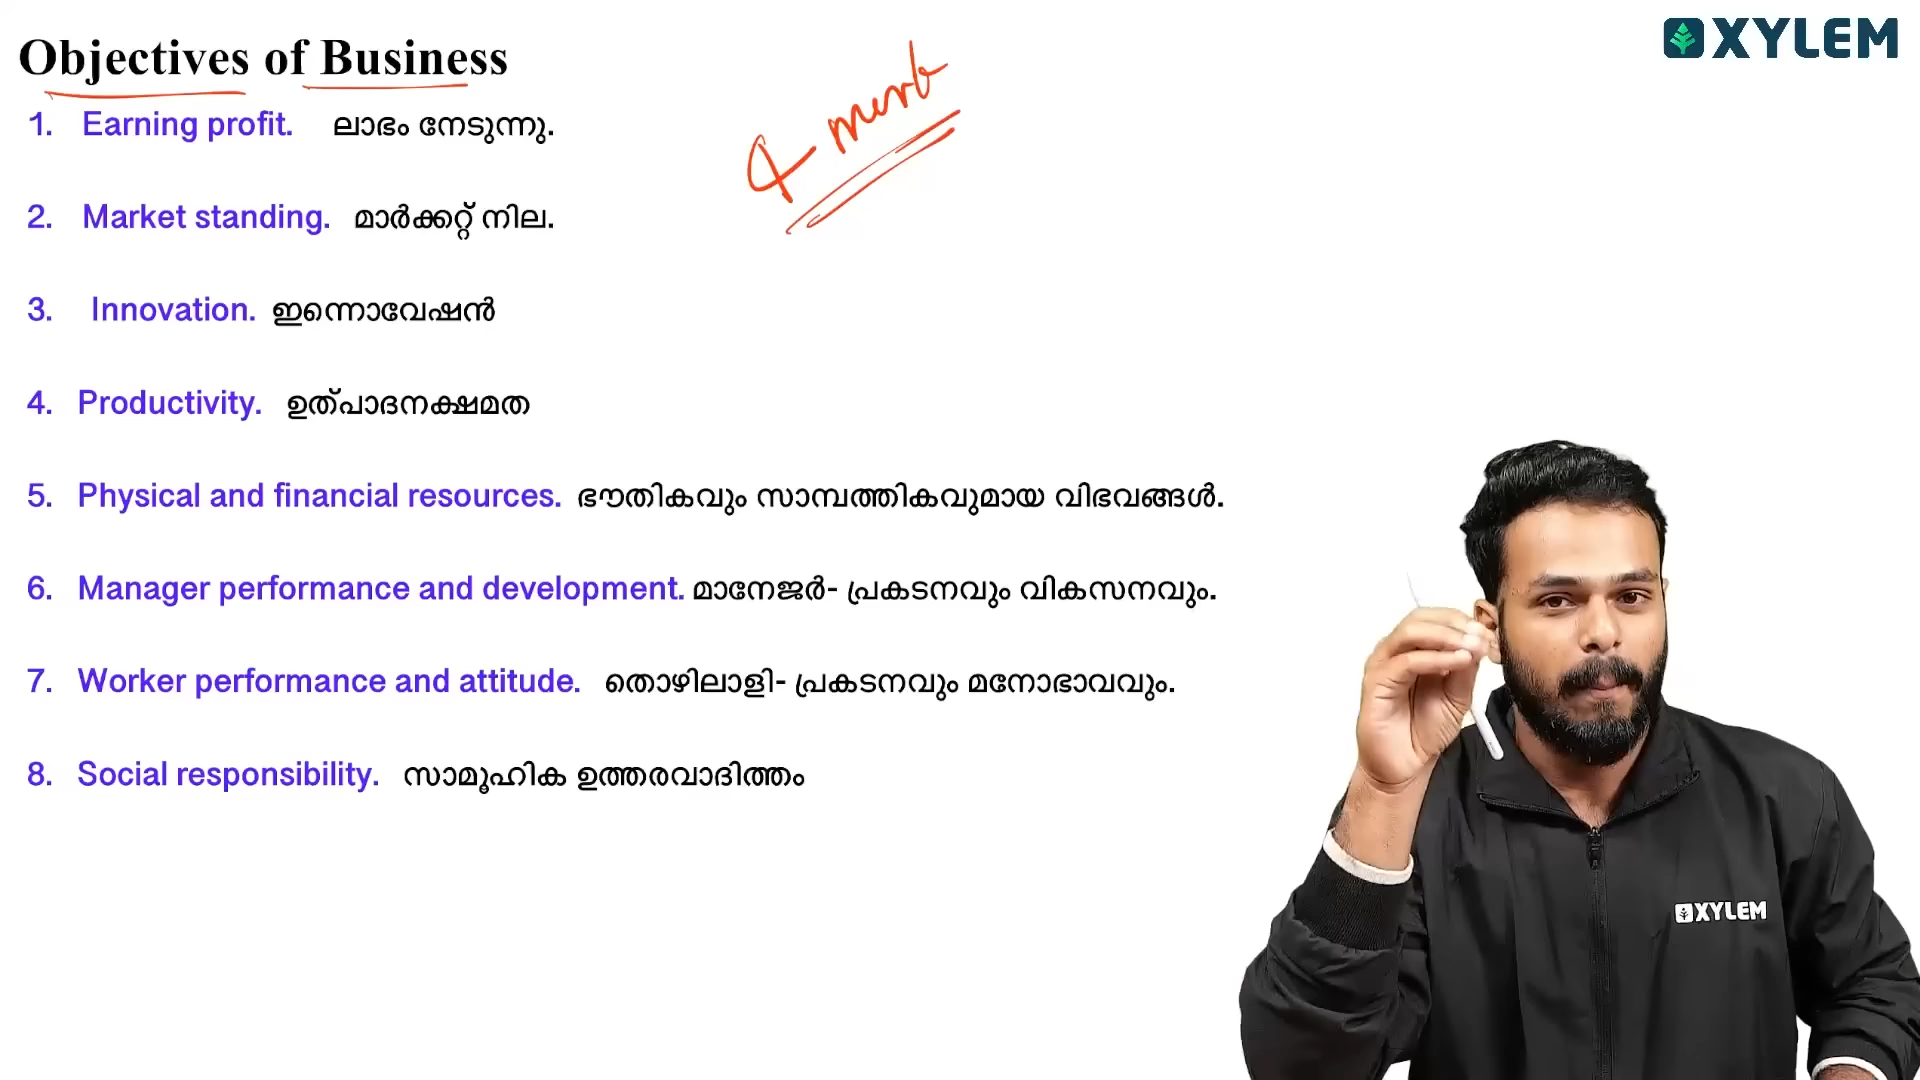 Objectives of Business
XYLEM
4
1. Earning profit. ലാഭം നേടുന്നു.
2. Market standing. മാർക്കറ്റ് നില.
3. Innovation. ഇന്നൊവേഷൻ
4. Productivity. ഉത്പാദനക്ഷമത
5. Physical and financial resources. ഭൗതികവും സാമ്പത്തികവുമായ വിഭവങ്ങൾ.
6. Manager performance and development. മാനേജർ- പ്രകടനവും വികസനവും.
7. Worker performance and attitude. തൊഴിലാളി- പ്രകടനവും മനോഭാവവും.
8. Social responsibility. സാമൂഹിക ഉത്തരവാദിത്തം
XYLEM